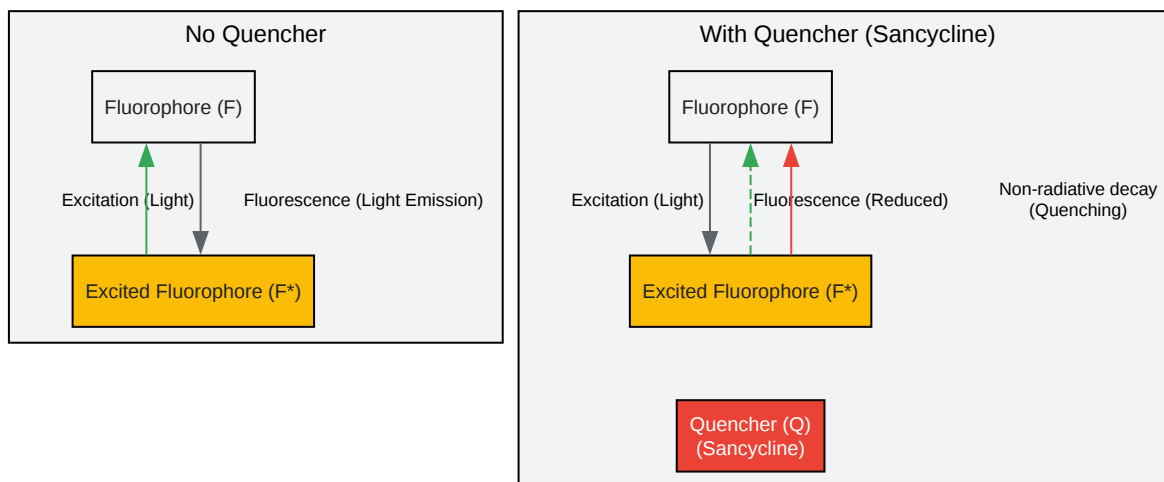 No Quencher
Fluorophore (F)
Excitation (Light)
Fluorescence (Light Emission)
Excited Fluorophore (F*)
With Quencher (Sancycline)
Fluorophore (F)
Excitation (Light)
Fluorescence (Reduced)
Non-radiative decay
(Quenching)
Excited Fluorophore (F*)
Quencher (Q)
(Sancycline)